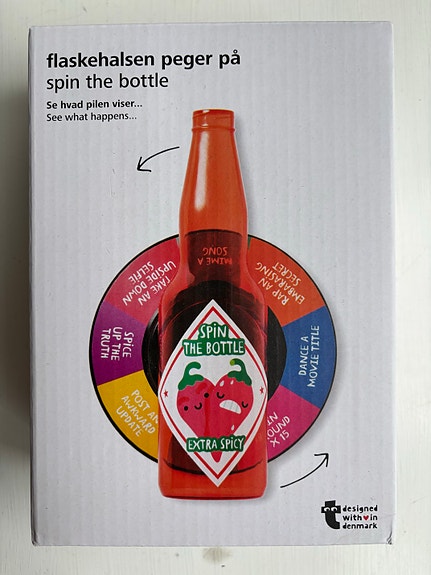 flaskehalsen peger på
spin the bottle
Se hvad pilen viser...
See what happens...
MIME A
SONG
RAP AN
EMBARASING
SECRET
DANCE A
MOVIE TITLE
X 15
POST AN
AWKWARD
UPDATE
SPICE
UP THE
TRUTH
TAKE AN
UPSIDE DOWN
SELFIE
SPIN
THE BOTTLE
EXTRA SPICY
designed
with♥in
denmark